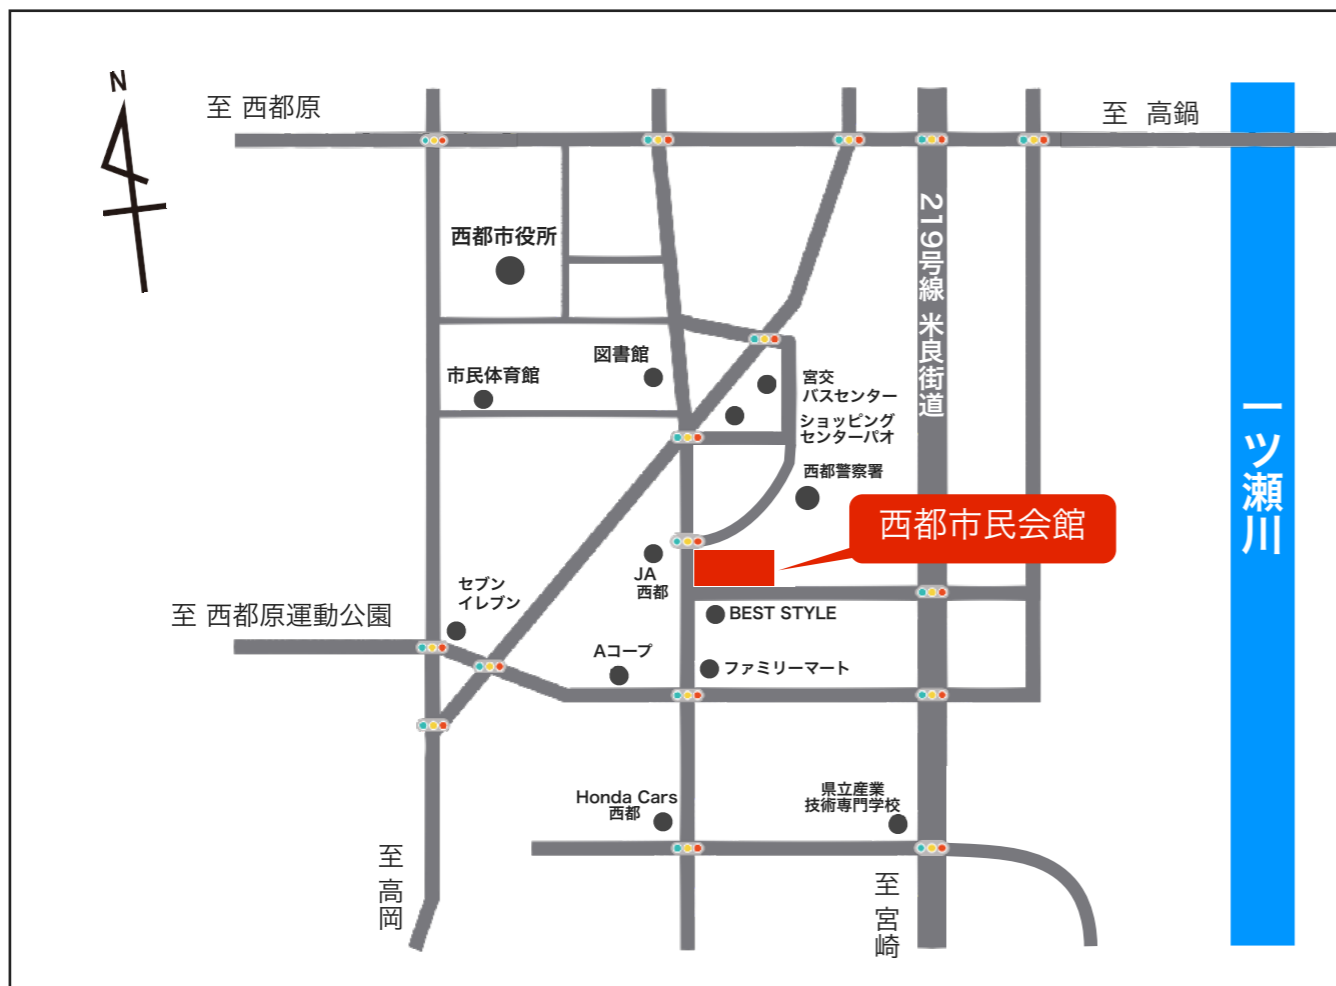 N
至 西都原
至 高鍋
西都市役所
219号線 米良街道
図書館
市民体育館
宮交
バスセンター
ショッピング
センターパオ
一ツ瀬川
西都警察署
西都市民会館
JA
西都
セブン
イレブン
至 西都原運動公園
BEST STYLE
Aコープ
ファミリーマート
Honda Cars
西都
県立産業
技術専門学校
至 高岡
至 宮崎